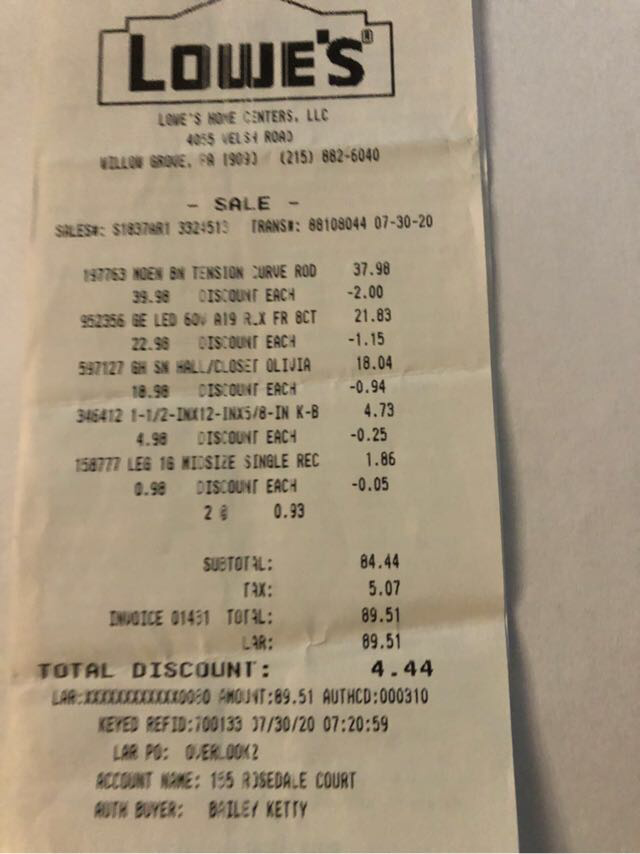 LOWE'S®
LOWE'S HOME CENTERS, LLC
4055 WELSH ROAD
WILLOW GROVE, PA 19090 (215) 882-6040
- SALE -
SALES#: S1837AR1 3324513 TRANS#: 88108044 07-30-20
197763 MOEN BN TENSION CURVE ROD 37.98
39.98 DISCOUNT EACH -2.00
952356 GE LED 60W A19 RLX FR 8CT 21.83
22.98 DISCOUNT EACH -1.15
597127 GH SN HALL/CLOSET OLIJIA 18.04
18.98 DISCOUNT EACH -0.94
346412 1-1/2-INX12-INX5/8-IN K-B 4.73
4.98 DISCOUNT EACH -0.25
158777 LEG 1G MIDSIZE SINGLE REC 1.86
0.98 DISCOUNT EACH -0.05
2 @ 0.93
SUBTOTAL: 84.44
TAX: 5.07
INVOICE 01431 TOTAL: 89.51
LAR: 89.51
TOTAL DISCOUNT: 4.44
LAR:XXXXXXXXXXXX0080 AMOUNT:89.51 AUTHCD:000310
KEYED REFID:700133 07/30/20 07:20:59
LAR PO: OVERLOOK2
ACCOUNT NAME: 155 ROSEDALE COURT
AUTH BUYER: BAILEY KETTY